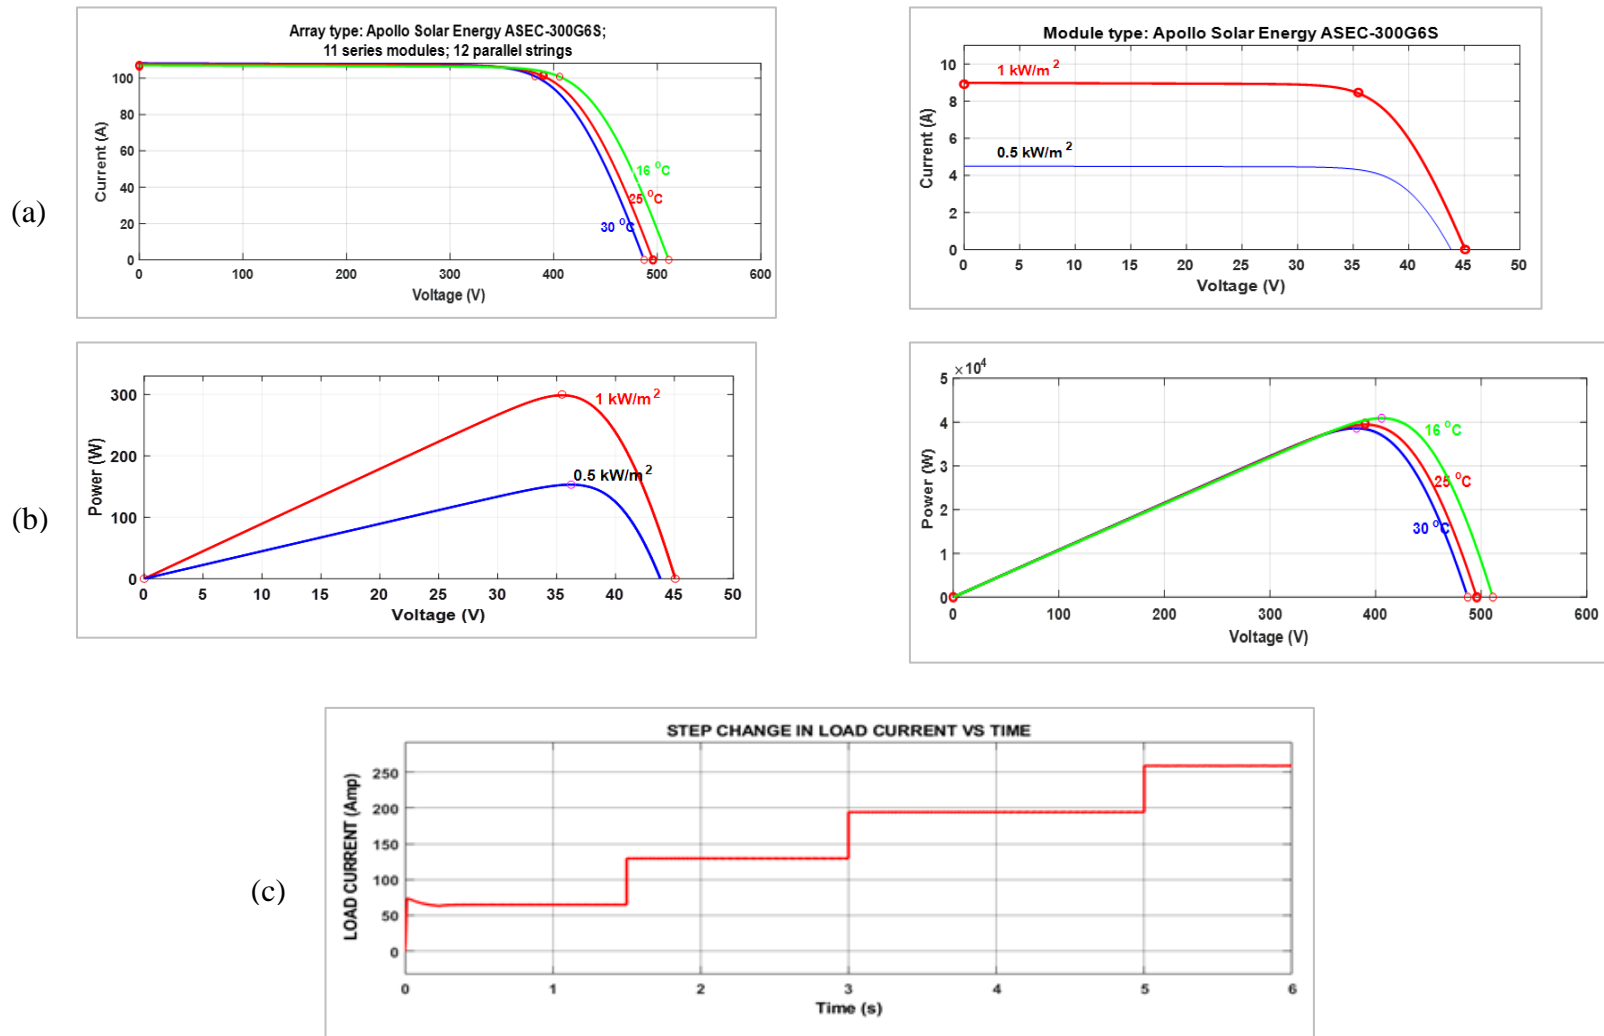 (a)
Array type: Apollo Solar Energy ASEC-300G6S;
11 series modules; 12 parallel strings
Current (A)
100
80
60
40
20
0
16 °C
25 °C
30 °C
0
100
200
300
400
500
600
Voltage (V)
Module type: Apollo Solar Energy ASEC-300G6S
Current (A)
10
8
6
4
2
0
1 kW/m²
0.5 kW/m²
0
5
10
15
20
25
30
35
40
45
50
Voltage (V)
(b)
Power (W)
300
200
100
0
1 kW/m²
0.5 kW/m²
0
5
10
15
20
25
30
35
40
45
50
Voltage (V)
×10⁴
Power (W)
5
4
3
2
1
0
16 °C
25 °C
30 °C
0
100
200
300
400
500
600
Voltage (V)
(c)
STEP CHANGE IN LOAD CURRENT VS TIME
LOAD CURRENT (Amp)
250
200
150
100
50
0
0
1
2
3
4
5
6
Time (s)